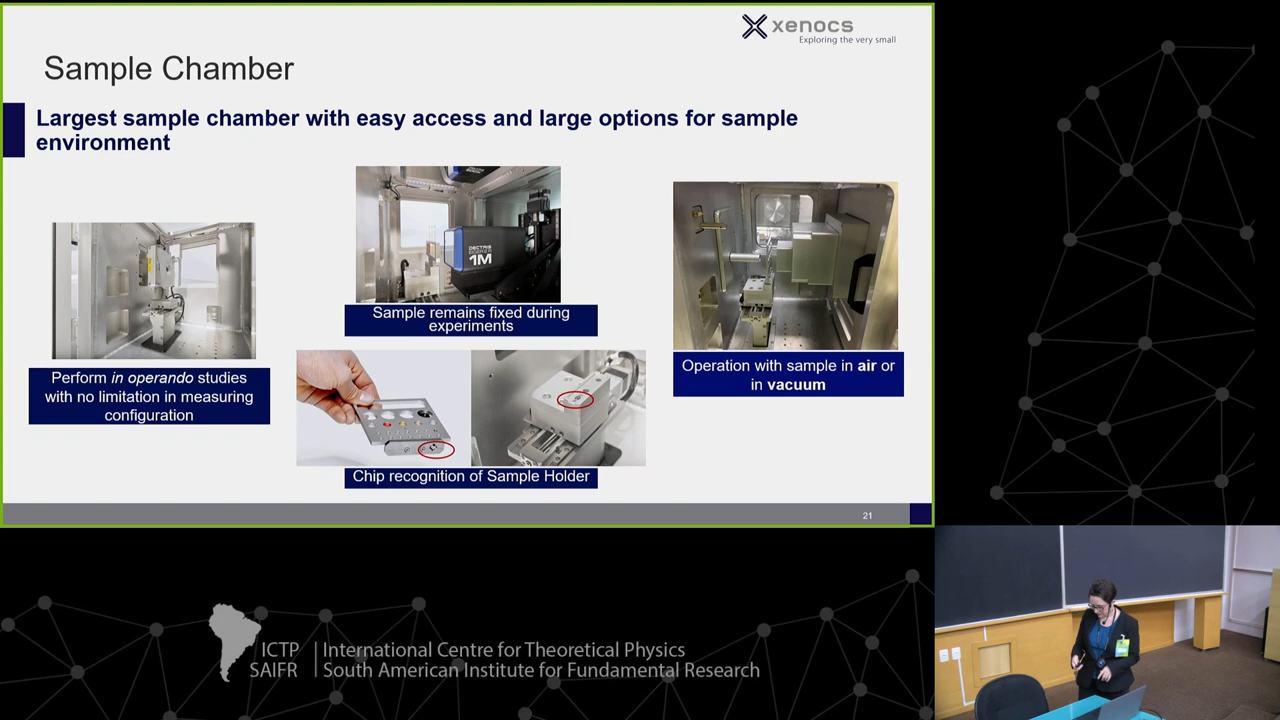 xenocs
Exploring the very small
Sample Chamber
Largest sample chamber with easy access and large options for sample
environment
DECTRIS
1M
Sample remains fixed during
experiments
Perform in operando studies
with no limitation in measuring
configuration
Operation with sample in air or
in vacuum
Chip recognition of Sample Holder
21
ICTP
SAIFR
International Centre for Theoretical Physics
South American Institute for Fundamental Research